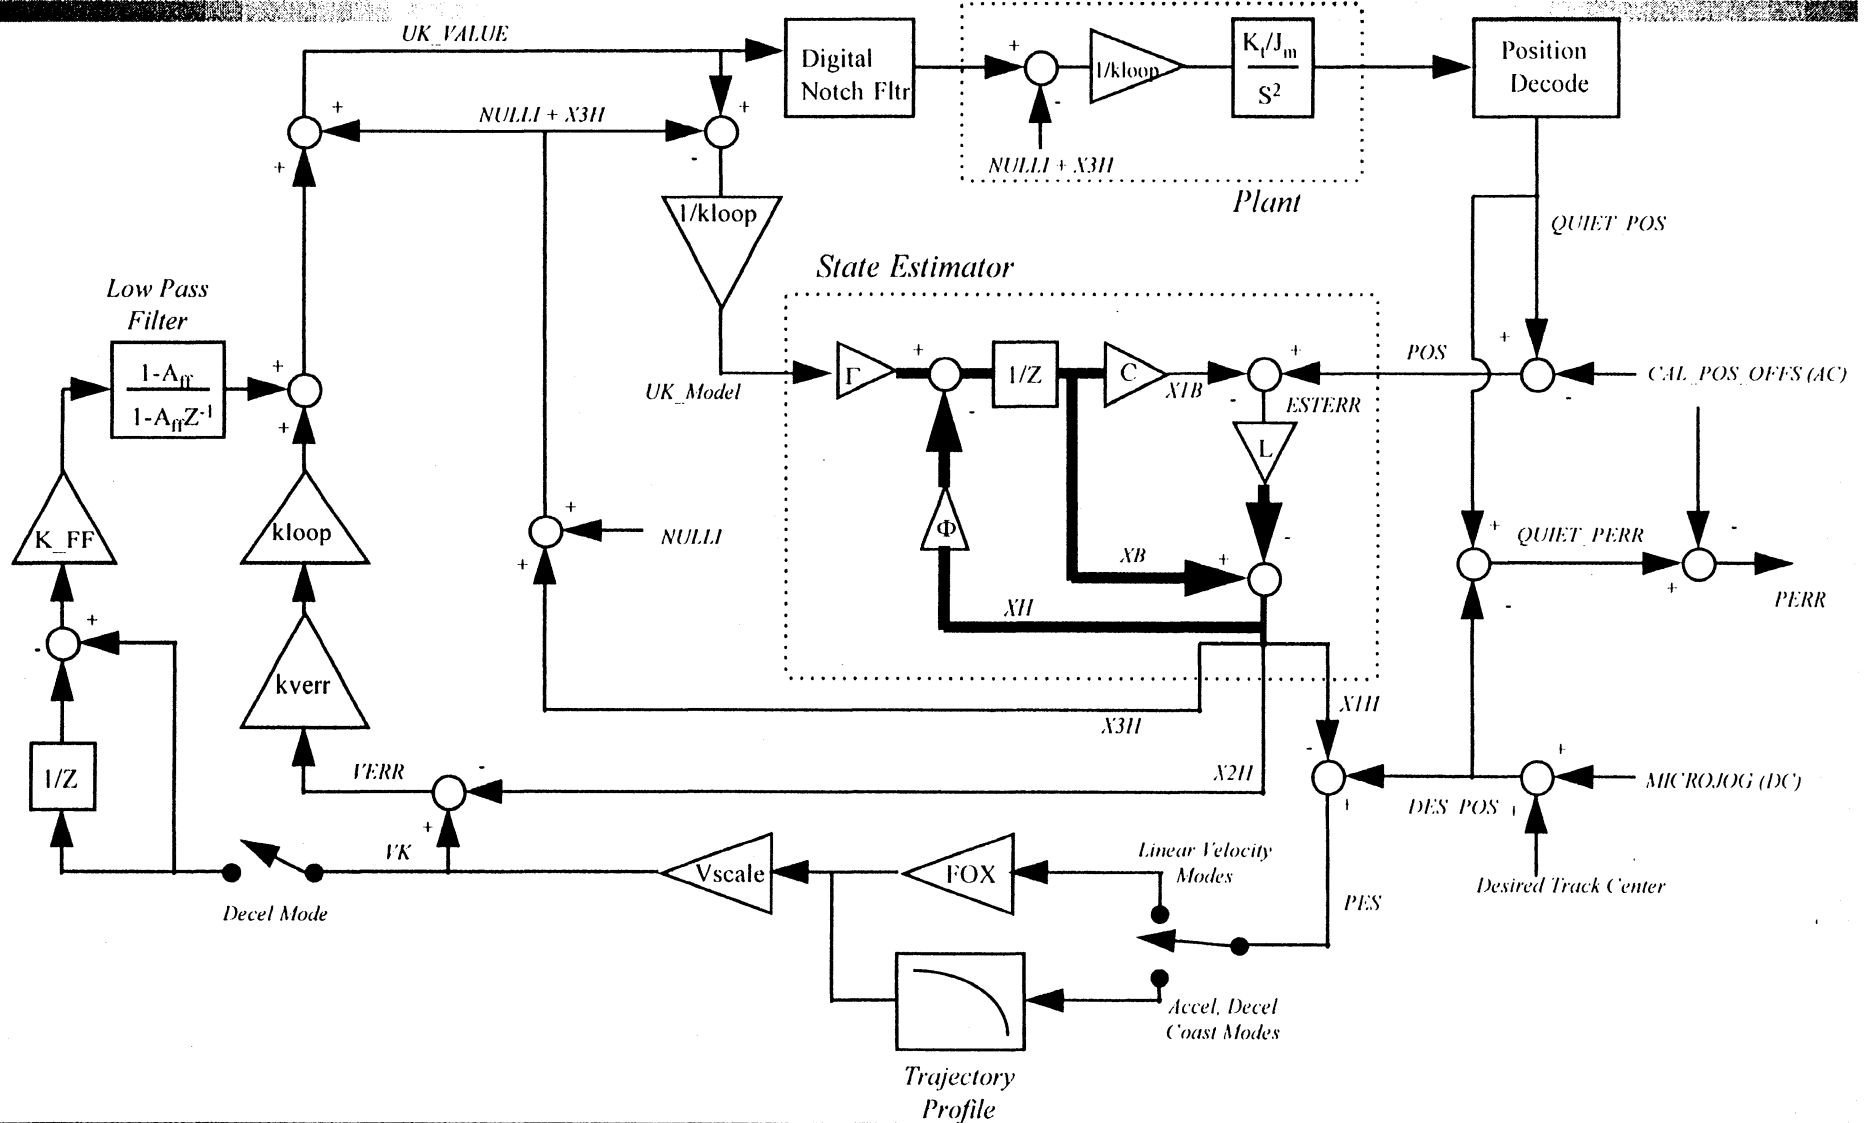 UK_VALUE
Digital
Notch Fltr
+
-
NULLI + X3H
1/kloop
Kt/Jm
S2
Plant
Position
Decode
+
+
NULLI + X3H
+
-
1/kloop
UK_Model
QUIET_POS
State Estimator
Γ
+
-
1/Z
C
X1B
+
-
ESTERR
L
Φ
XB
+
-
XH
POS
+
-
CAL_POS_OFFS (AC)
Low Pass
Filter
1-Aff
1-AffZ-1
+
+
K_FF
kloop
+
+
NULLI
+
-
QUIET_PERR
+
-
PERR
+
-
kverr
1/Z
X3H
X1H
X2H
-
+
VERR
-
+
VK
DES_POS
+
+
MICROJOG (DC)
Desired Track Center
Decel Mode
Vscale
FOX
Linear Velocity
Modes
PES
Accel, Decel
Coast Modes
Trajectory
Profile